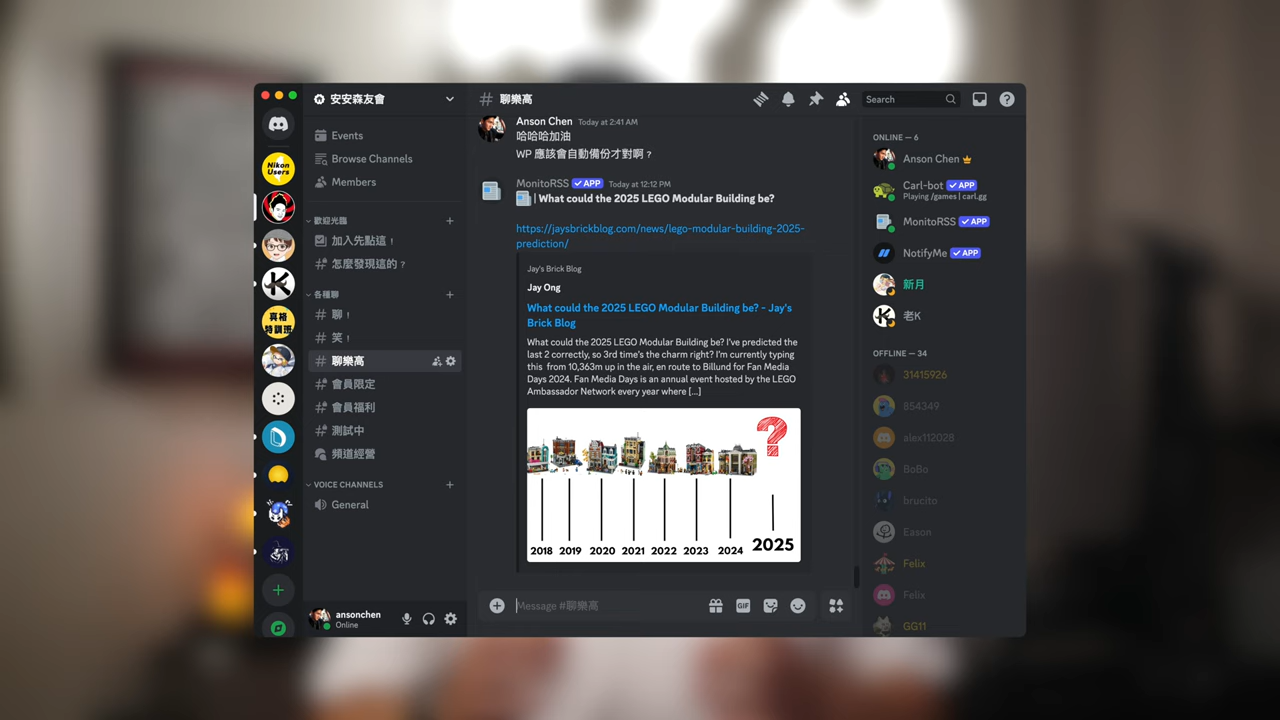 安安森友會
Events
Browse Channels
Members
歡迎光臨
加入先點這！
怎麼發現這的？
各種聊
聊！
笑！
聊樂高
會員限定
會員福利
測試中
頻道經營
VOICE CHANNELS
General
ansonchen
Online
Nikon
Users
真格
特訓班
聊樂高
Search
Anson Chen Today at 2:41 AM
哈哈哈加油
WP 應該會自動備份才對啊？
MonitoRSS APP Today at 12:12 PM
| What could the 2025 LEGO Modular Building be?
https://jaysbrickblog.com/news/lego-modular-building-2025-
prediction/
Jay's Brick Blog
Jay Ong
What could the 2025 LEGO Modular Building be? - Jay's
Brick Blog
What could the 2025 LEGO Modular Building be? I've predicted the
last 2 correctly, so 3rd time's the charm right? I'm currently typing
this from 10,363m up in the air, en route to Billund for Fan Media
Days 2024. Fan Media Days is an annual event hosted by the LEGO
Ambassador Network every year where [...]
?
2018 2019 2020 2021 2022 2023 2024 2025
Message #聊樂高
GIF
ONLINE — 6
Anson Chen
Carl-bot APP
Playing /games | carl.gg
MonitoRSS APP
NotifyMe APP
新月
老K
OFFLINE — 34
31415926
854349
alex112028
BoBo
brucito
Eason
Felix
Felix
GG11